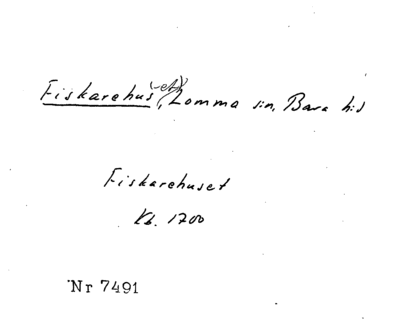 Fiskarehus(-et), Lomma sn, Bara hd
Fiskarehuset
Kb. 1700
Nr 7491